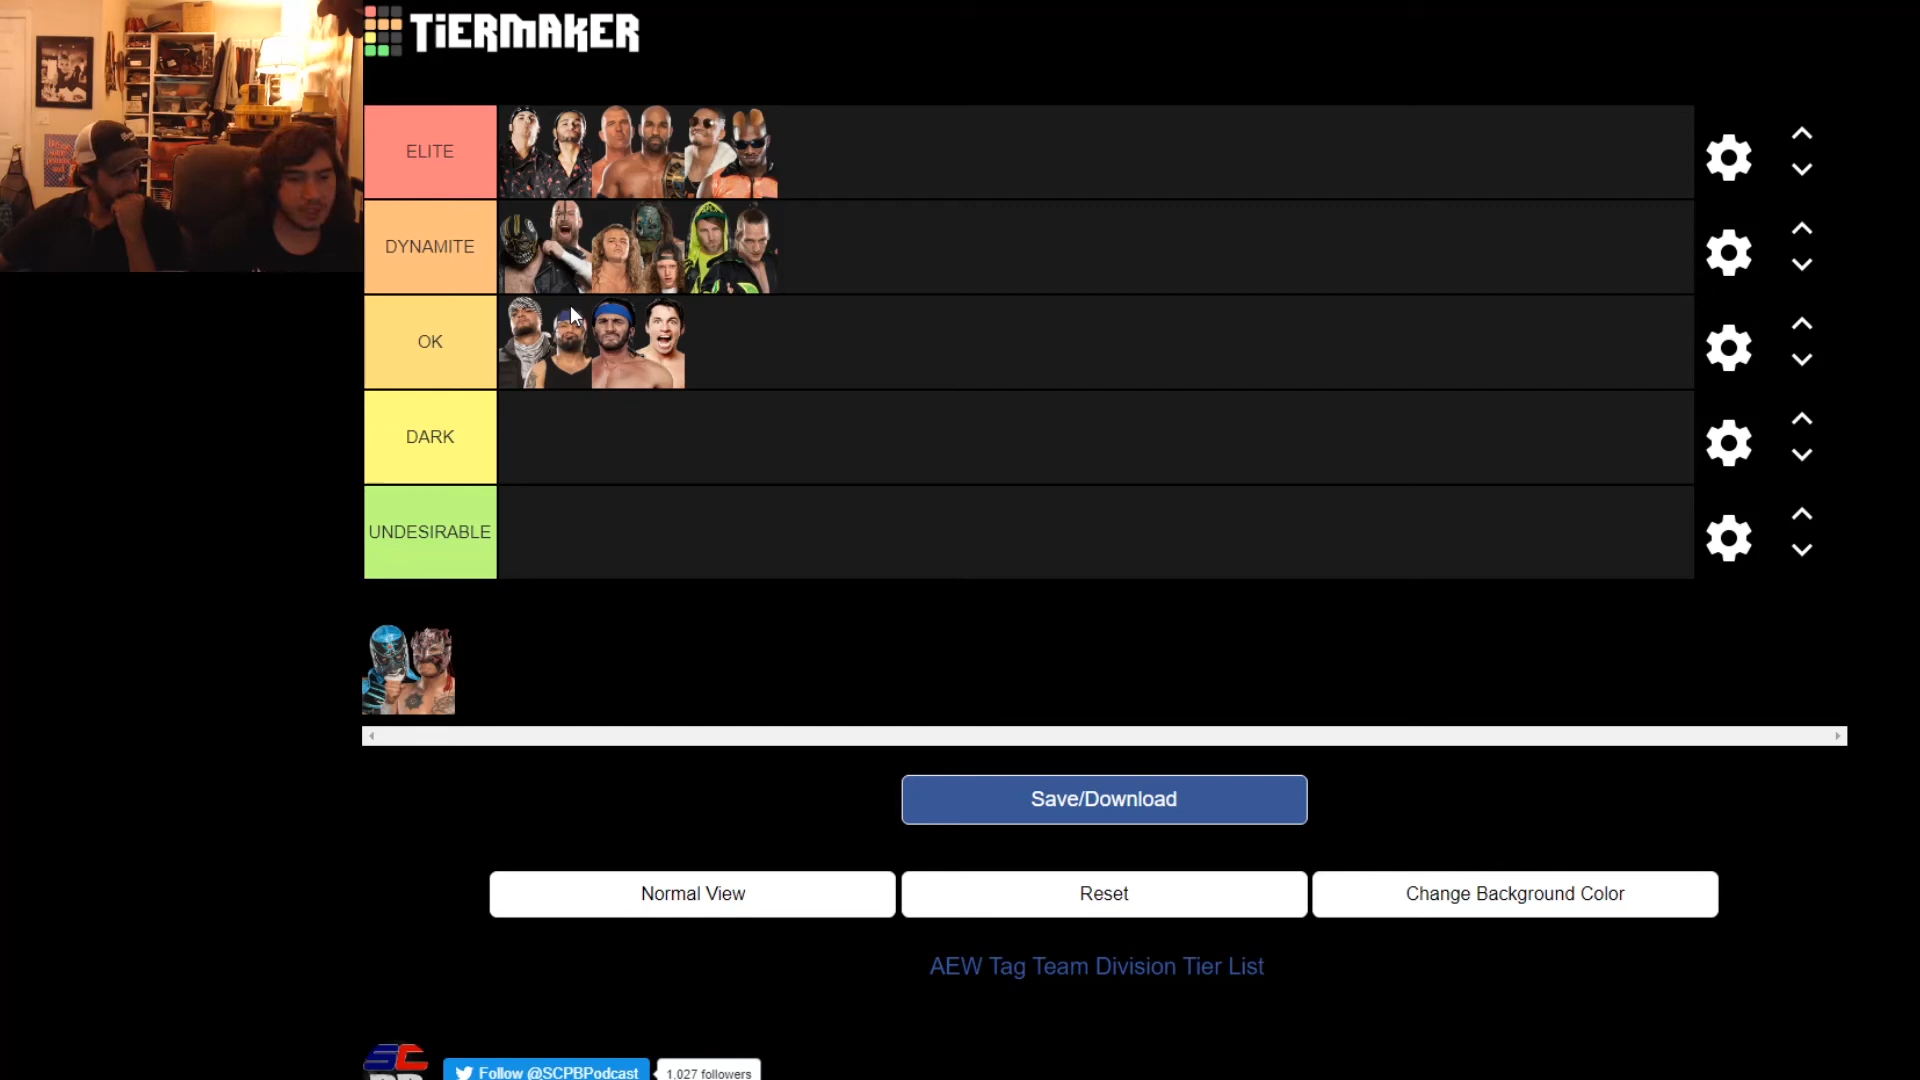 TiERMAKER
ELITE
DYNAMITE
OK
DARK
UNDESIRABLE
Save/Download
Normal View
Reset
Change Background Color
AEW Tag Team Division Tier List
SC
Follow @SCPBPodcast
1,027 followers